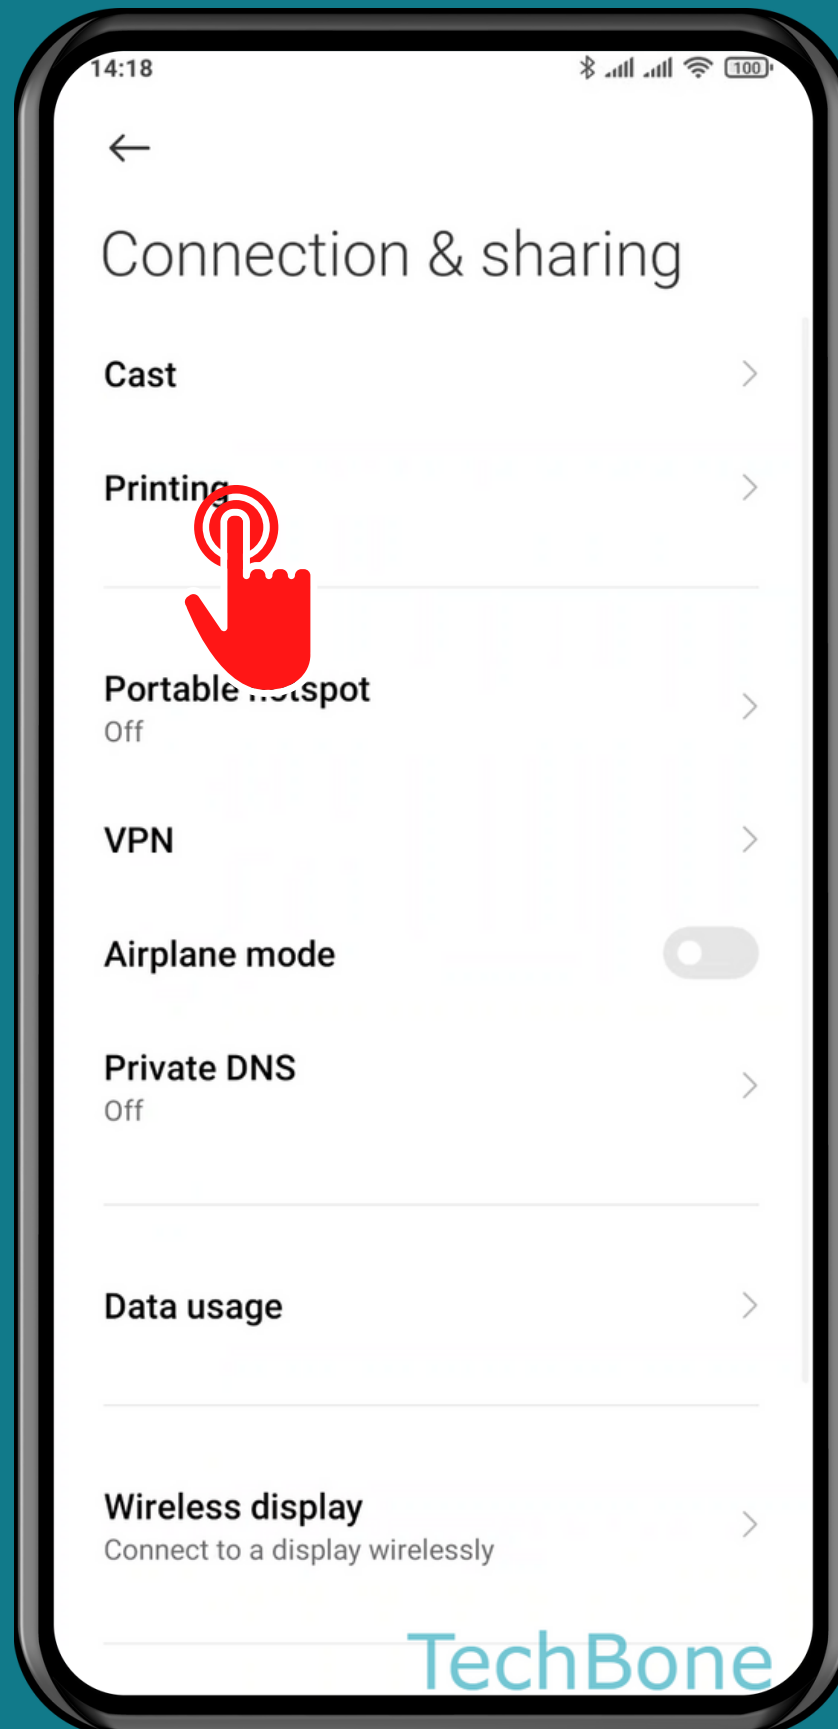 14:18
100
Connection & sharing
Cast
Printing
Portable hotspot
Off
VPN
Airplane mode
Private DNS
Off
Data usage
Wireless display
Connect to a display wirelessly
TechBone